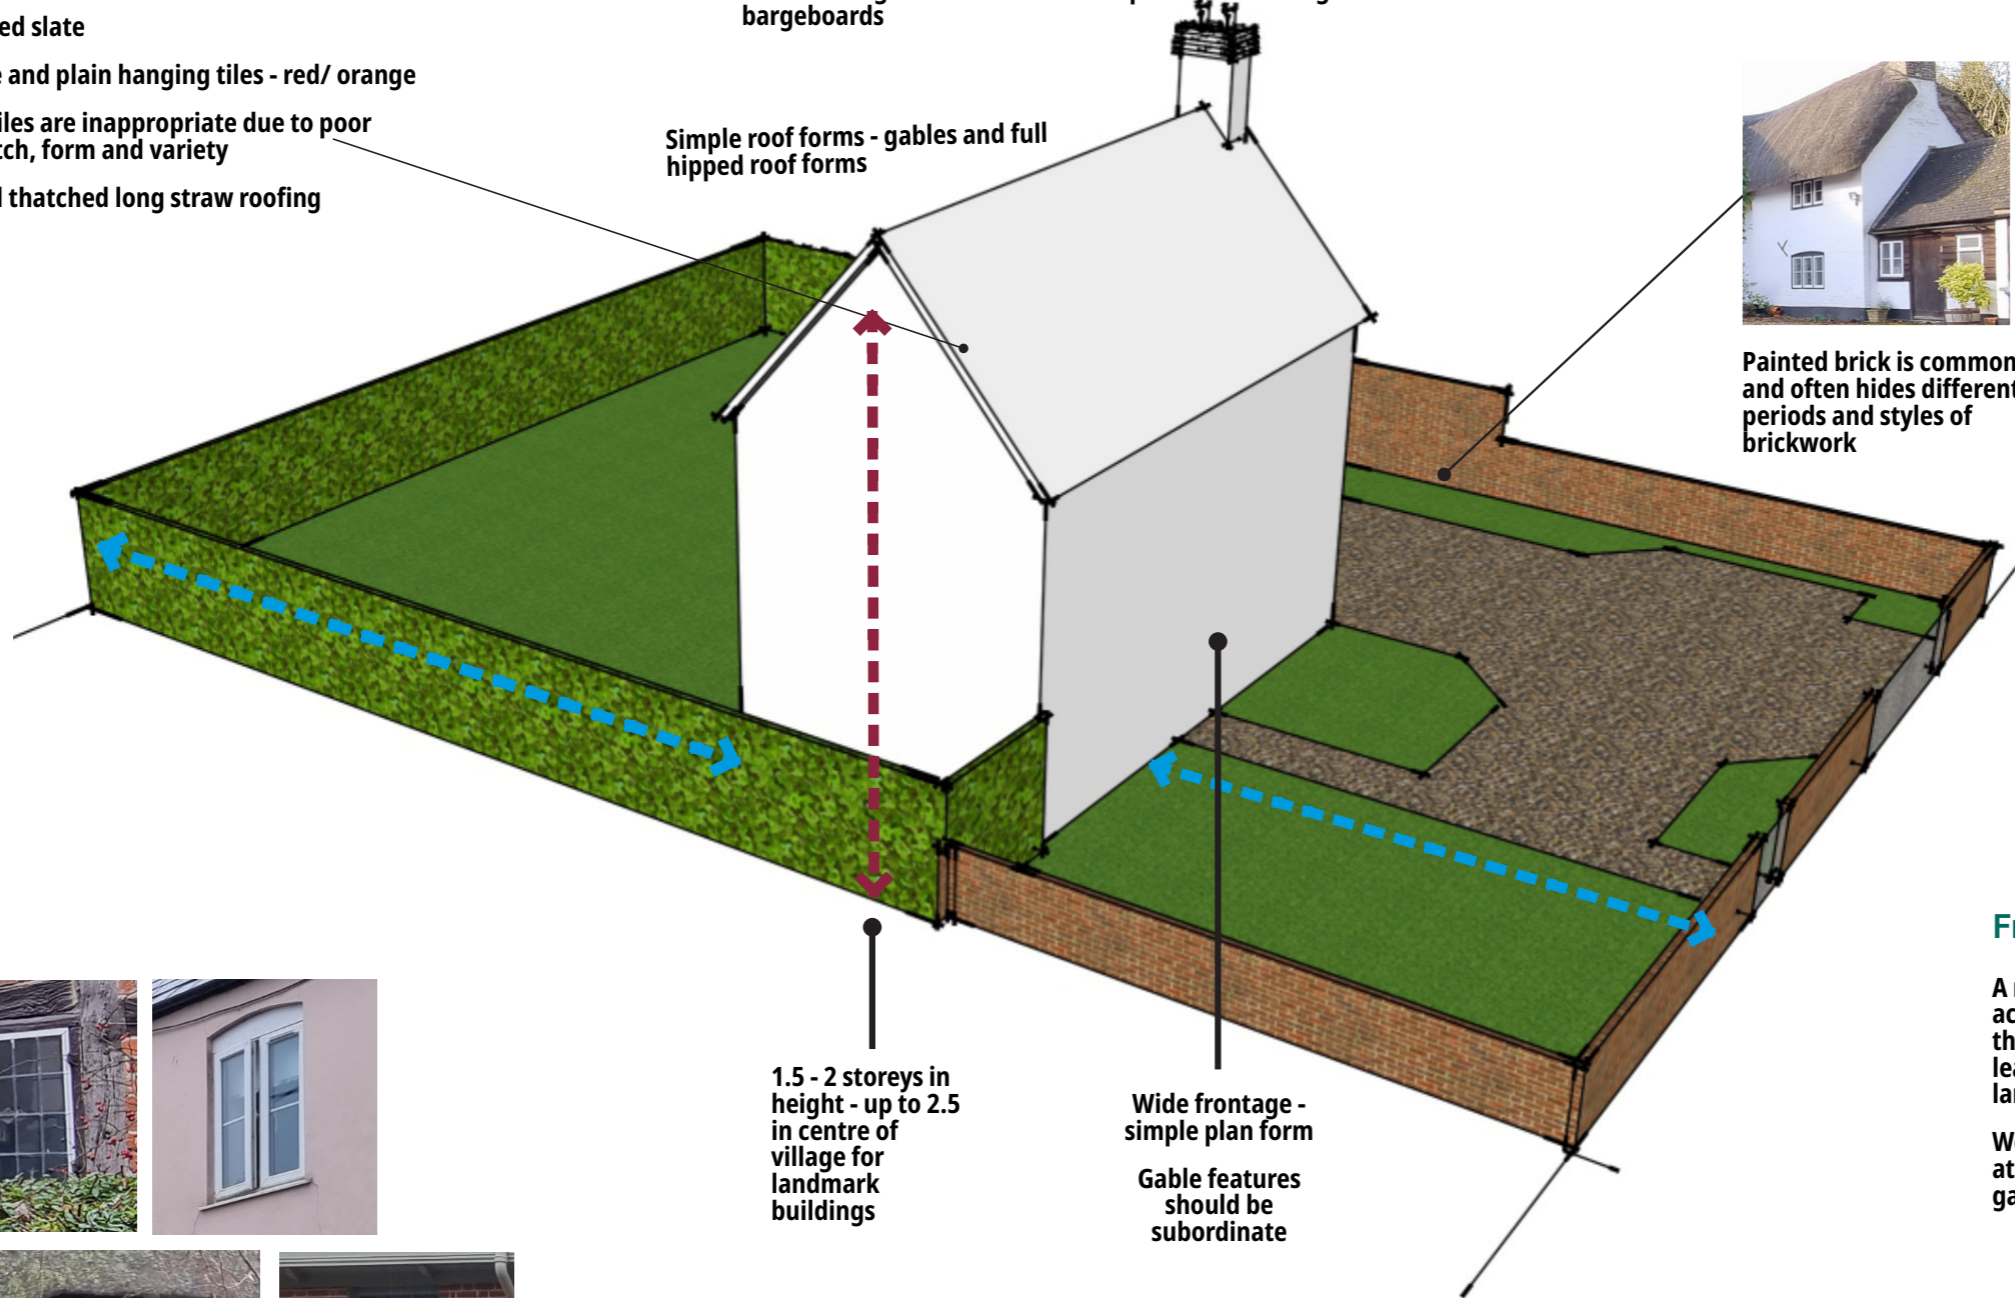 bargeboards
slate
and plain hanging tiles - red/ orange
are inappropriate due to poor
form and variety
thatched long straw roofing
Simple roof forms - gables and full
hipped roof forms
Painted brick is common
and often hides different
periods and styles of
brickwork
1.5 - 2 storeys in
height - up to 2.5
in centre of
village for
landmark
buildings
Wide frontage -
simple plan form
Gable features
should be
subordinate
A
at